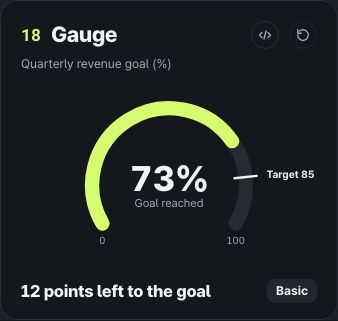 18 Gauge
Quarterly revenue goal (%)
73%
Goal reached
Target 85
0 100
12 points left to the goal
Basic